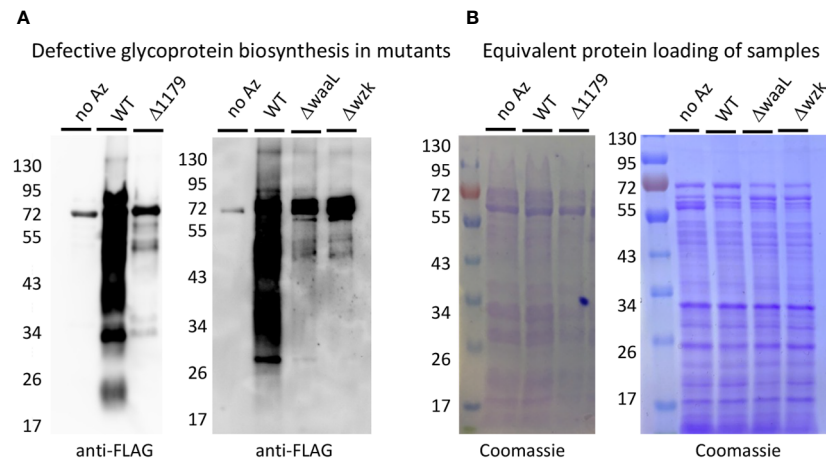 A
B
Defective glycoprotein biosynthesis in mutants
Equivalent protein loading of samples
no Az
WT
Δ1179
no Az
WT
ΔwaaL
Δwzk
no Az
WT
Δ1179
no Az
WT
ΔwaaL
Δwzk
130
95
72
55
43
34
26
17
130
95
72
55
43
34
26
17
130
95
72
55
43
34
26
17
130
95
72
55
43
34
26
17
anti-FLAG
anti-FLAG
Coomassie
Coomassie